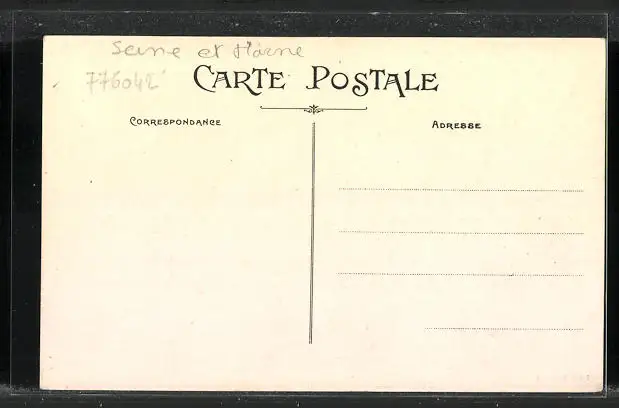 Seine et Marne
776042
CARTE POSTALE
CORRESPONDANCE
ADRESSE